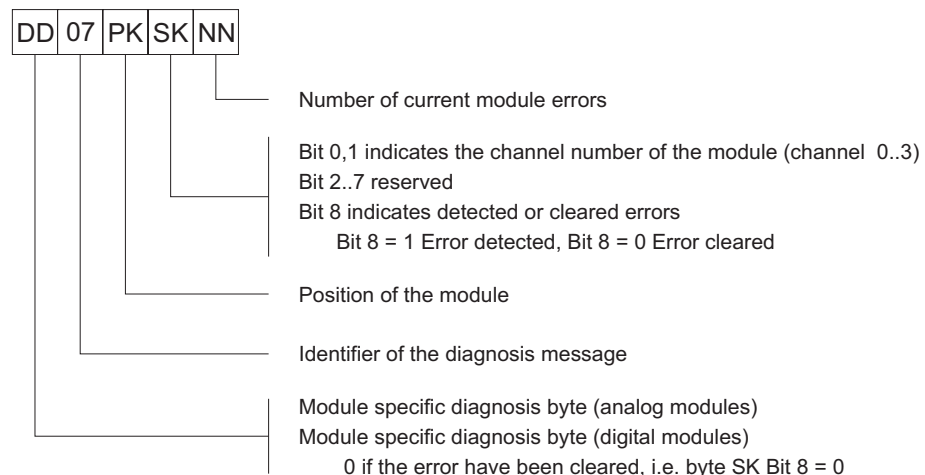 DD 07 PK SK NN
Number of current module errors
Bit 0,1 indicates the channel number of the module (channel 0..3)
Bit 2..7 reserved
Bit 8 indicates detected or cleared errors
Bit 8 = 1 Error detected, Bit 8 = 0 Error cleared
Position of the module
Identifier of the diagnosis message
Module specific diagnosis byte (analog modules)
Module specific diagnosis byte (digital modules)
0 if the error have been cleared, i.e. byte SK Bit 8 = 0